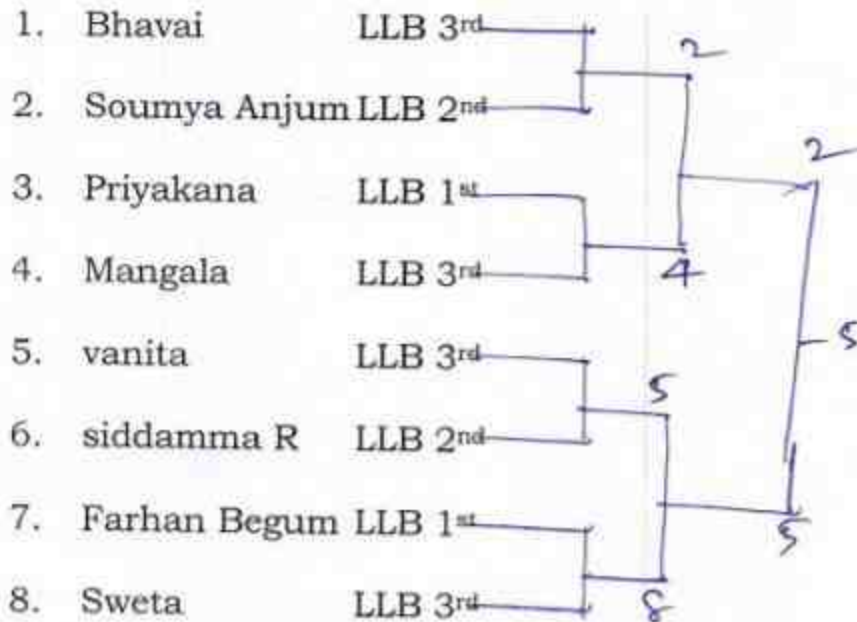 1. Bhavai LLB 3rd
2
2. Soumya Anjum LLB 2nd
2
3. Priyakana LLB 1st
4. Mangala LLB 3rd
4
5. vanita LLB 3rd
5
5
6. siddamma R LLB 2nd
7. Farhan Begum LLB 1st
5
8. Sweta LLB 3rd
8